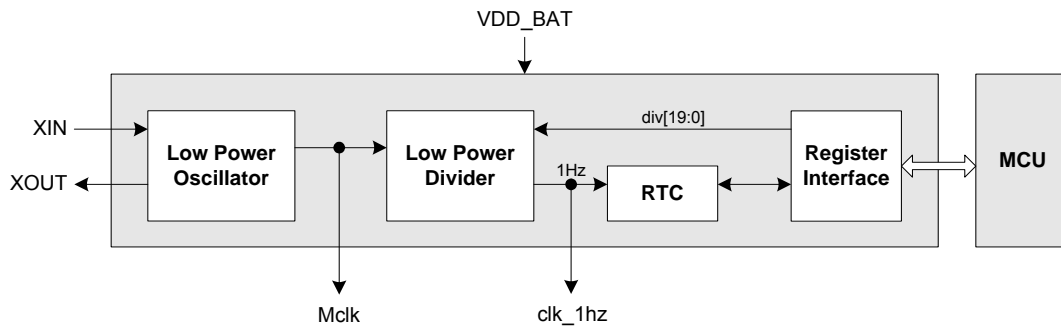 VDD_BAT
XIN
XOUT
Low Power
Oscillator
Low Power
Divider
div[19:0]
1Hz
RTC
Register
Interface
MCU
Mclk
clk_1hz